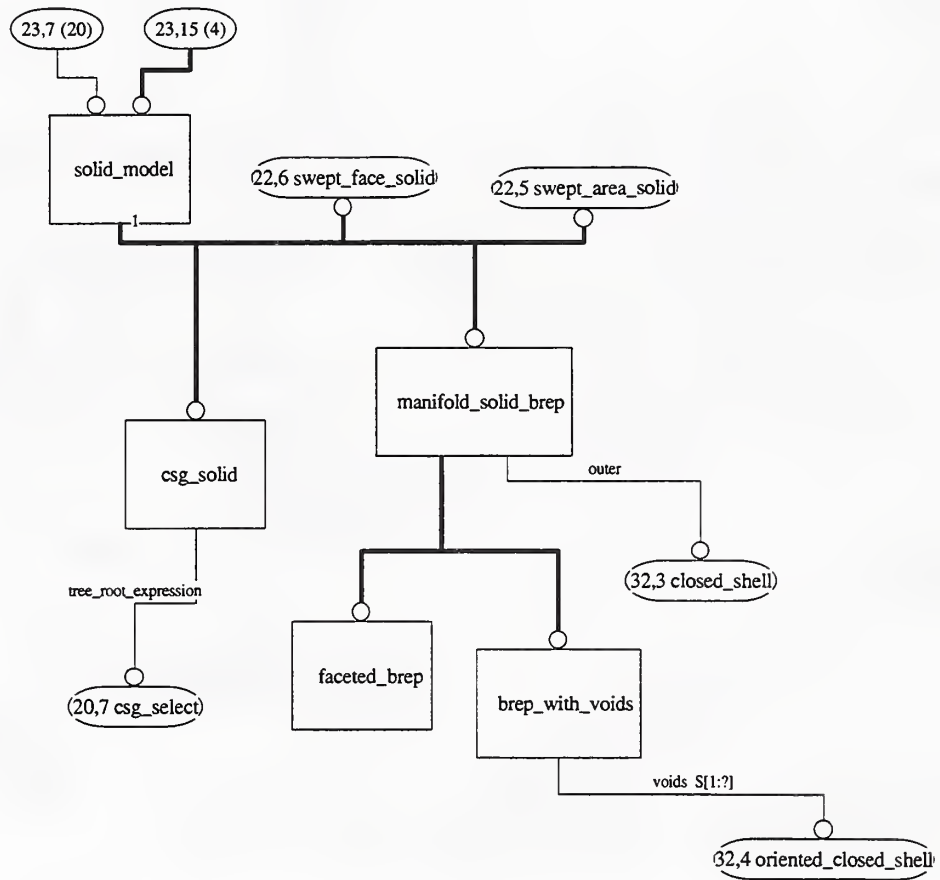 23,7 (20)
23,15 (4)
solid_model
1
22,6 swept_face_solid
22,5 swept_area_solid
manifold_solid_brep
csg_solid
outer
tree_root_expression
32,3 closed_shell
faceted_brep
20,7 csg_select
brep_with_voids
voids S[1:?]
32,4 oriented_closed_shell